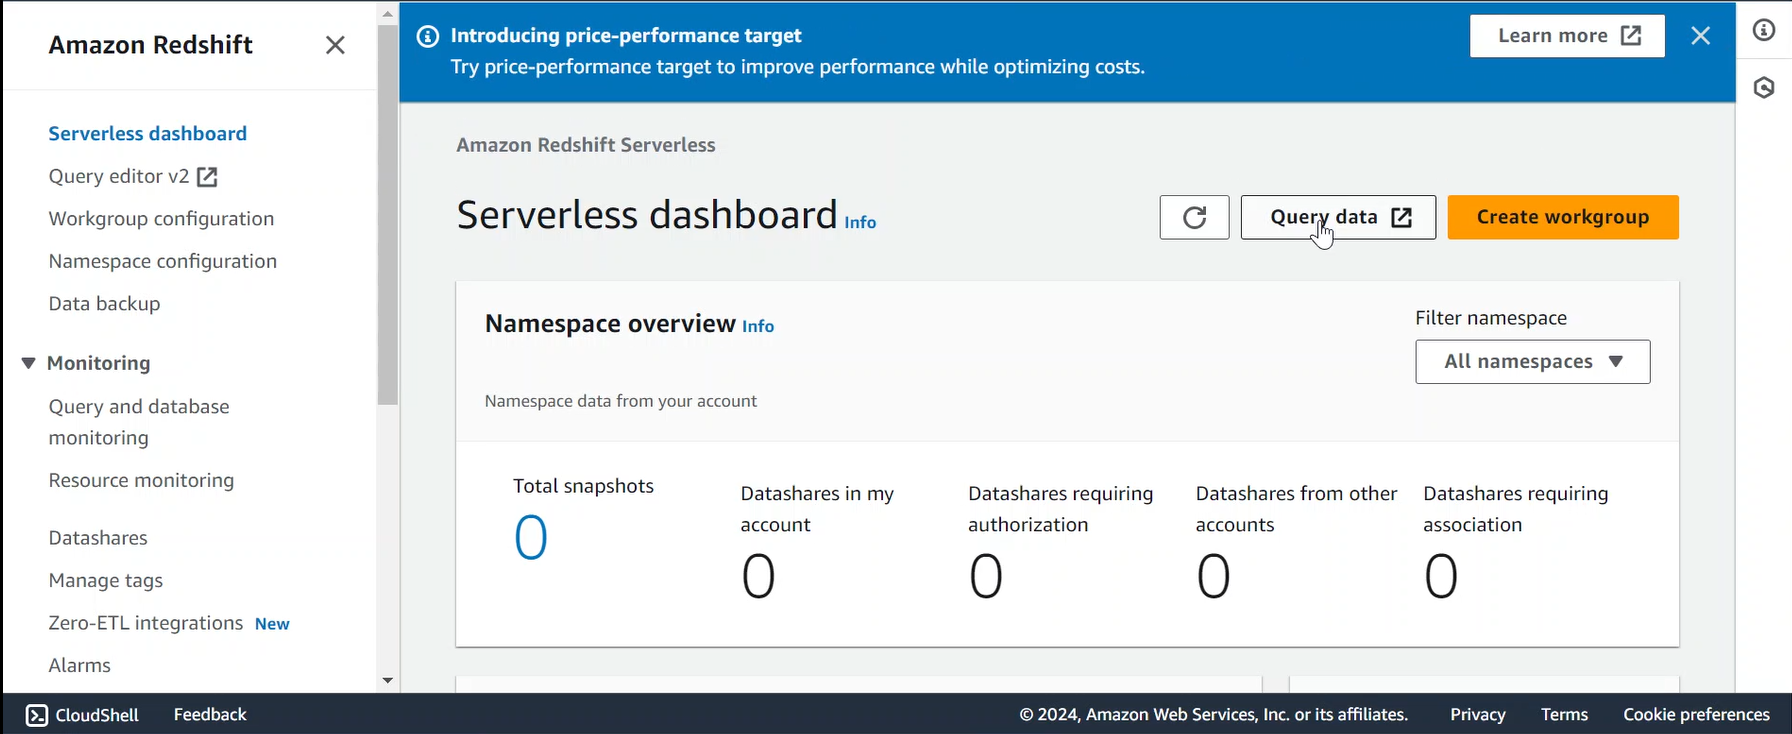 Amazon Redshift
Serverless dashboard
Query editor v2
Workgroup configuration
Namespace configuration
Data backup
Monitoring
Query and database
monitoring
Resource monitoring
Datashares
Manage tags
Zero-ETL integrations New
Alarms
Introducing price-performance target
Try price-performance target to improve performance while optimizing costs.
Learn more
Amazon Redshift Serverless
Serverless dashboard Info
Query data
Create workgroup
Namespace overview Info
Filter namespace
All namespaces
Namespace data from your account
Total snapshots
0
Datashares in my
account
0
Datashares requiring
authorization
0
Datashares from other
accounts
0
Datashares requiring
association
0
CloudShell
Feedback
© 2024, Amazon Web Services, Inc. or its affiliates.
Privacy
Terms
Cookie preferences